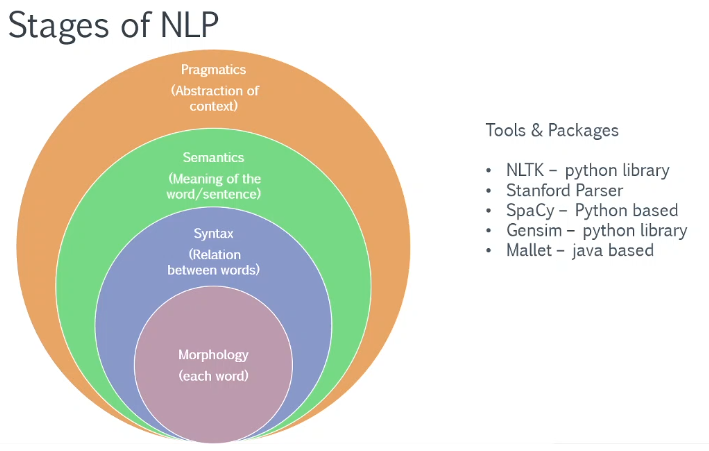 Stages of NLP
Pragmatics
(Abstraction of
context)
Semantics
(Meaning of the
word/sentence)
Syntax
(Relation
between words)
Morphology
(each word)
Tools & Packages
• NLTK – python library
• Stanford Parser
• SpaCy – Python based
• Gensim – python library
• Mallet – java based